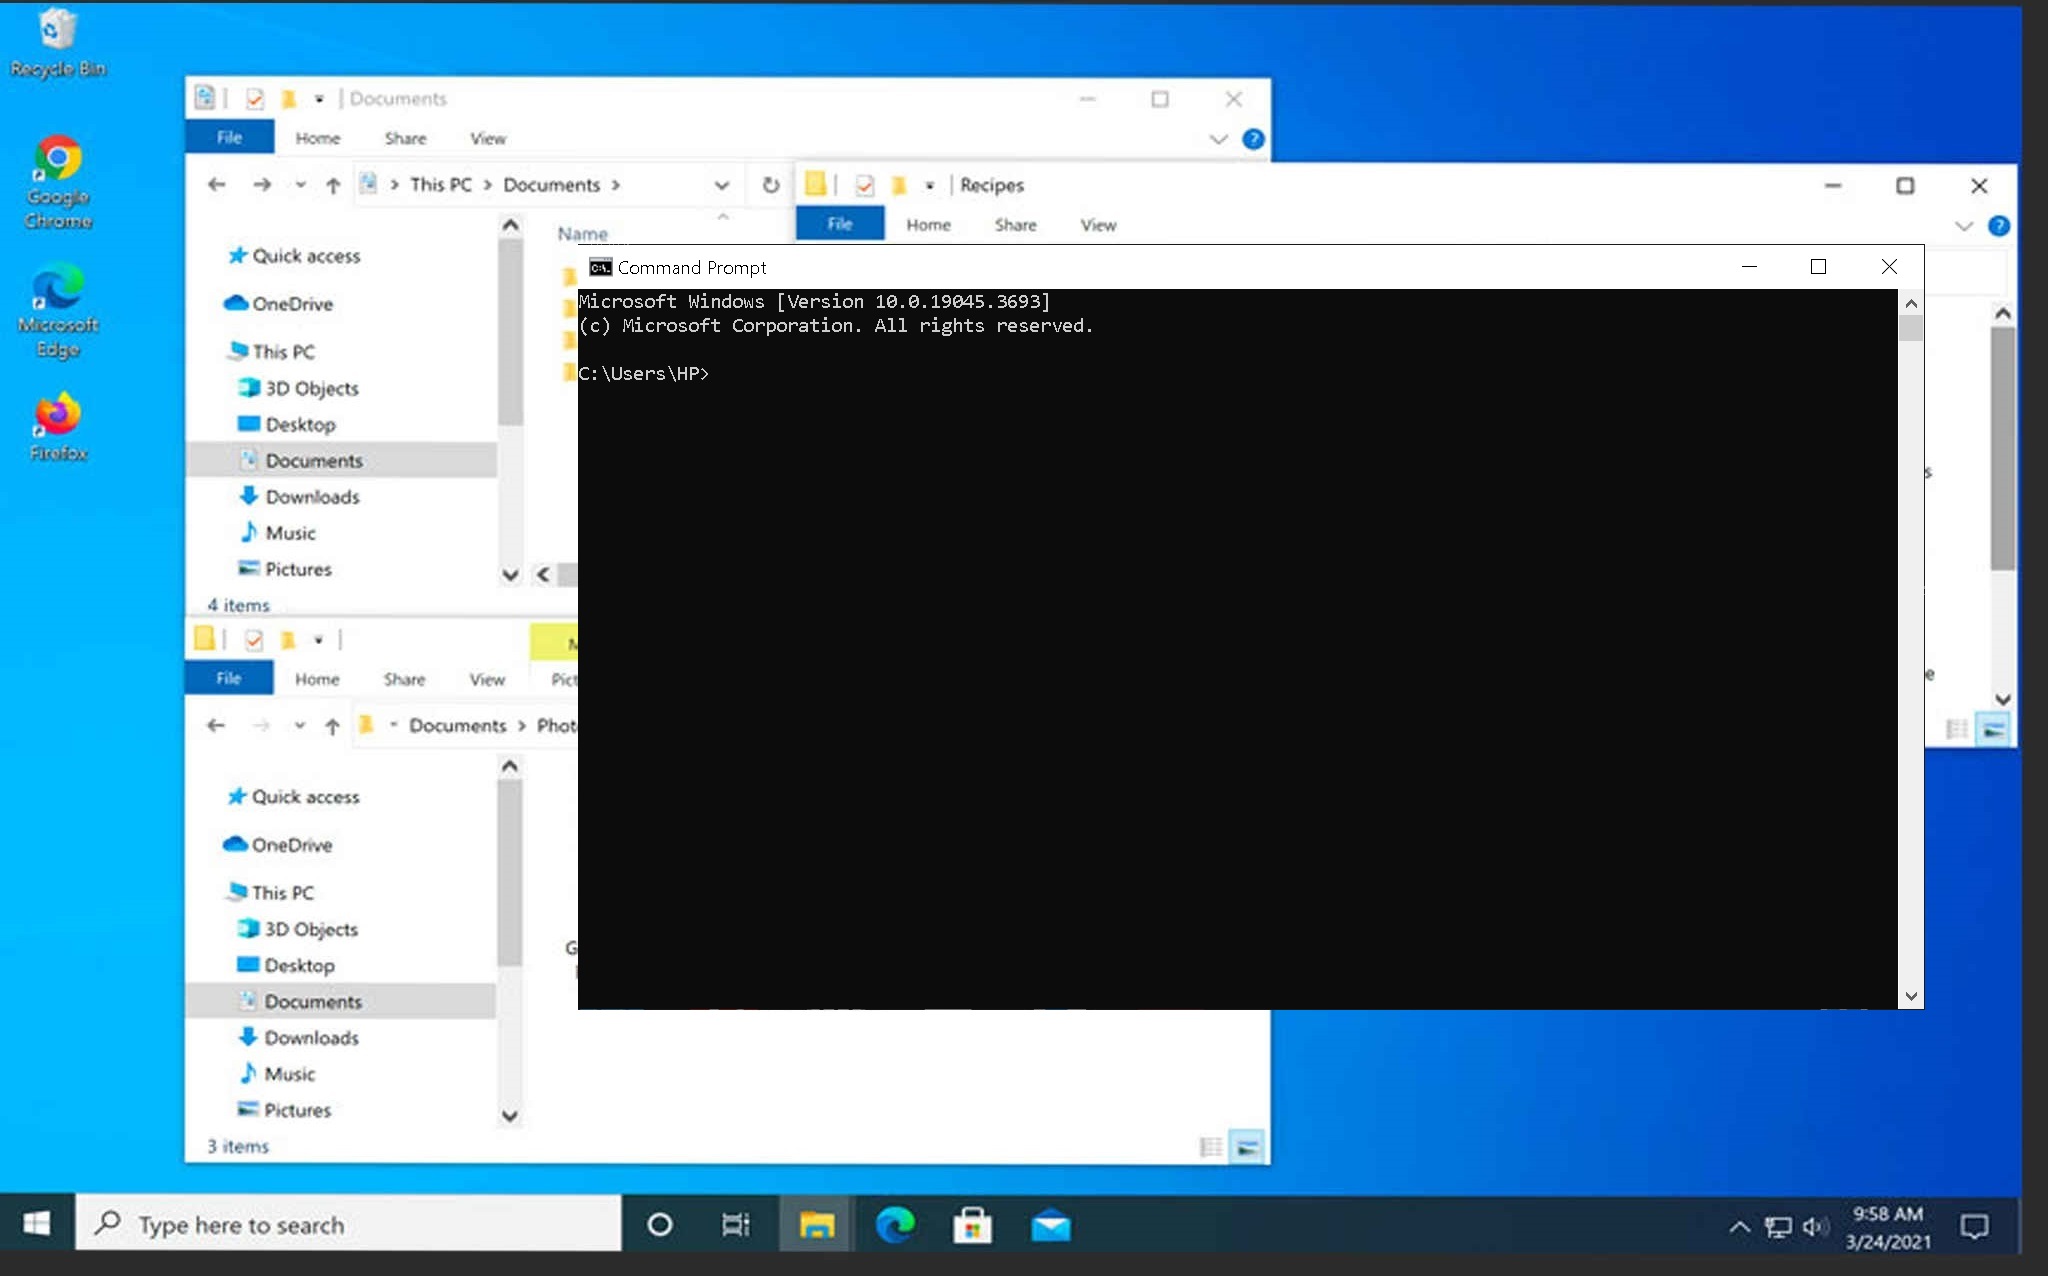 Recycle Bin
Google
Chrome
Microsoft
Edge
Firefox
Documents
File Home Share View
This PC > Documents >
Name
Quick access
OneDrive
This PC
3D Objects
Desktop
Documents
Downloads
Music
Pictures
4 items
Recipes
File Home Share View
Command Prompt
Microsoft Windows [Version 10.0.19045.3693]
(c) Microsoft Corporation. All rights reserved.
C:\Users\HP>
File Home Share View
Documents >
Quick access
OneDrive
This PC
3D Objects
Desktop
Documents
Downloads
Music
Pictures
3 items
Type here to search
9:58 AM
3/24/2021